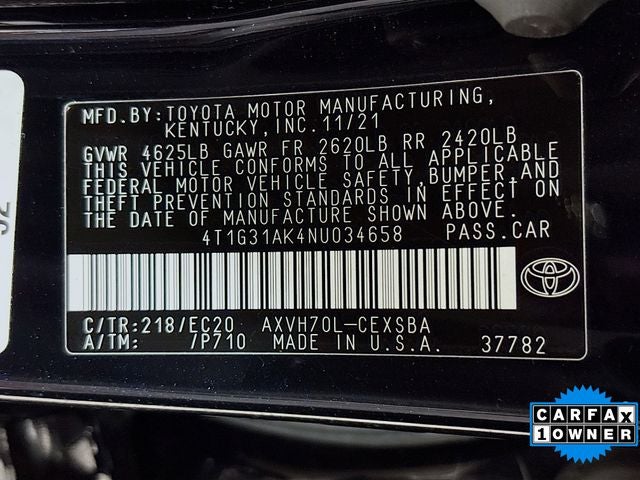 MFD.BY: TOYOTA MOTOR MANUFACTURING,
KENTUCKY, INC. 11/21
GVWR 4625LB GAWR FR 2620LB RR 2420LB
THIS VEHICLE CONFORMS TO ALL APPLICABLE
FEDERAL MOTOR VEHICLE SAFETY, BUMPER, AND
THEFT PREVENTION STANDARDS IN EFFECT ON
THE DATE OF MANUFACTURE SHOWN ABOVE.
4T1G31AK4NU034658 PASS.CAR
C/TR:218/EC20 AXVH70L-CEXSBA
A/TM: /P710 MADE IN U.S.A. 37782
CARFAX
1 OWNER